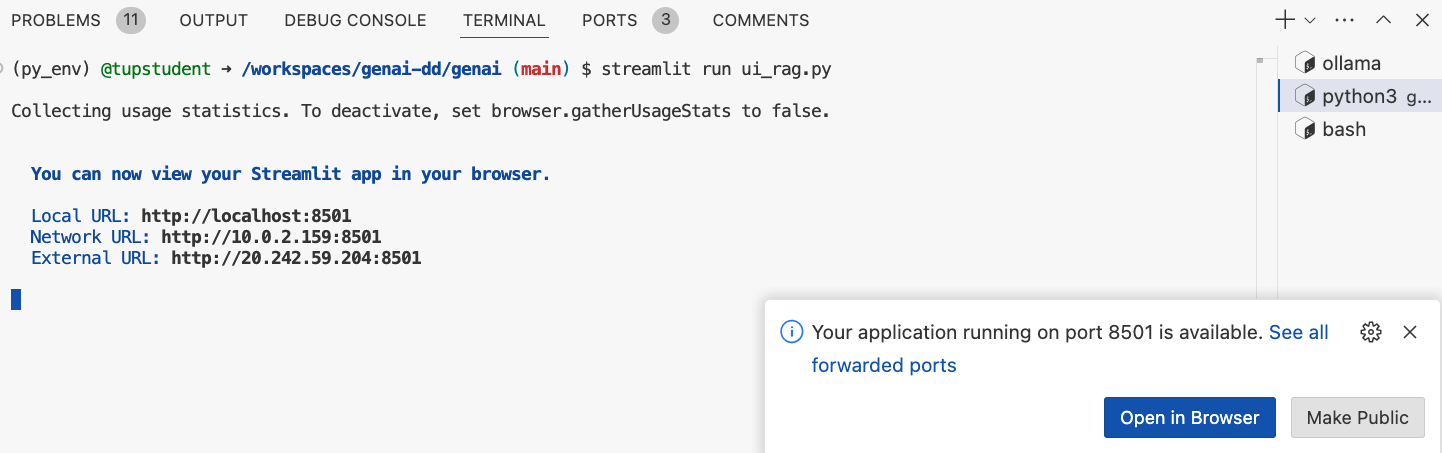 PROBLEMS 11 OUTPUT DEBUG CONSOLE TERMINAL PORTS 3 COMMENTS
(py_env) @tupstudent → /workspaces/genai-dd/genai (main) $ streamlit run ui_rag.py
Collecting usage statistics. To deactivate, set browser.gatherUsageStats to false.
You can now view your Streamlit app in your browser.
Local URL: http://localhost:8501
Network URL: http://10.0.2.159:8501
External URL: http://20.242.59.204:8501
ollama
python3 g...
bash
Your application running on port 8501 is available. See all
forwarded ports
Open in Browser Make Public